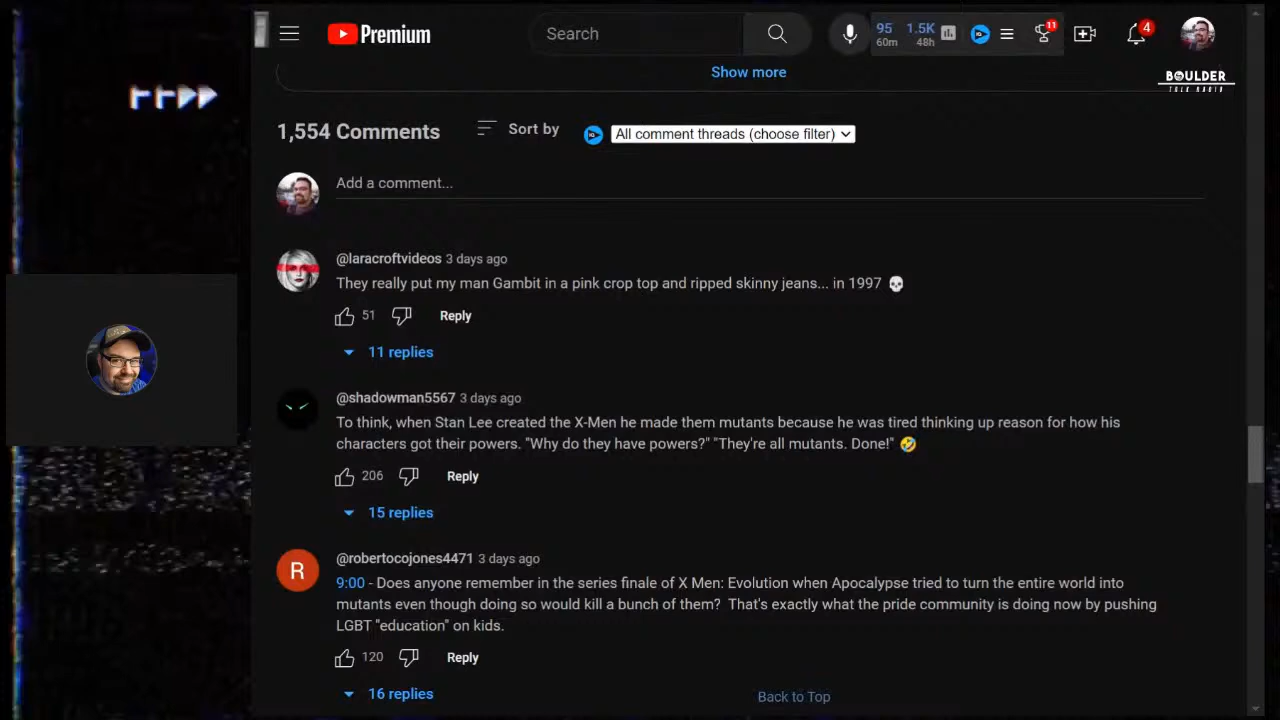 Premium
Search
95
60m
1.5K
48h
11
4
BOULDER
TALK RADIO
Show more
1,554 Comments
Sort by
All comment threads (choose filter)
Add a comment...
@laracroftvideos 3 days ago
They really put my man Gambit in a pink crop top and ripped skinny jeans... in 1997 💀
51
Reply
11 replies
@shadowman5567 3 days ago
To think, when Stan Lee created the X-Men he made them mutants because he was tired thinking up reason for how his
characters got their powers. "Why do they have powers?" "They're all mutants. Done!" 🤣
206
Reply
15 replies
R
@robertocojones4471 3 days ago
9:00 - Does anyone remember in the series finale of X Men: Evolution when Apocalypse tried to turn the entire world into
mutants even though doing so would kill a bunch of them? That's exactly what the pride community is doing now by pushing
LGBT "education" on kids.
120
Reply
16 replies
Back to Top